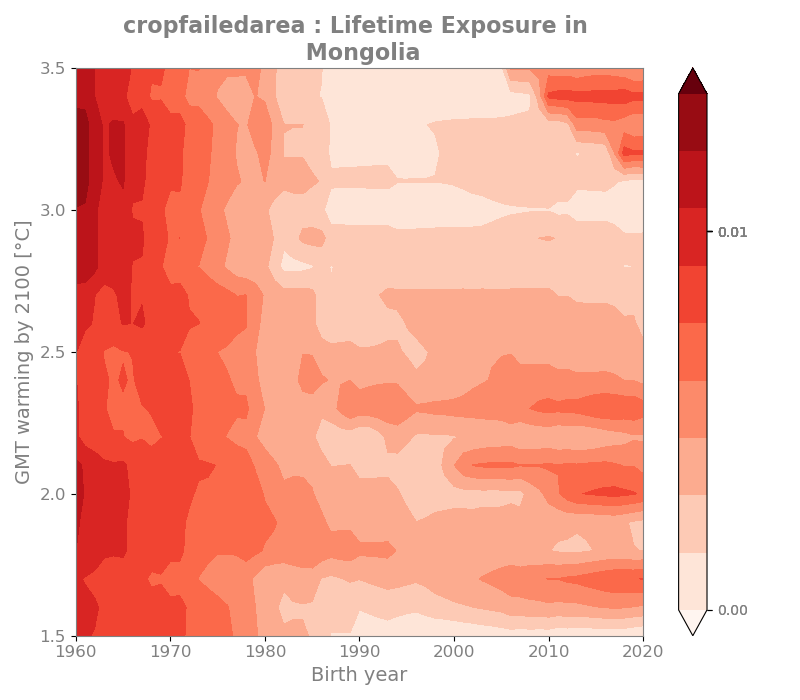 cropfailedarea : Lifetime Exposure in
Mongolia
3.5
3.0
2.5
2.0
1.5
GMT warming by 2100 [°C]
1960 1970 1980 1990 2000 2010 2020
Birth year
0.01
0.00